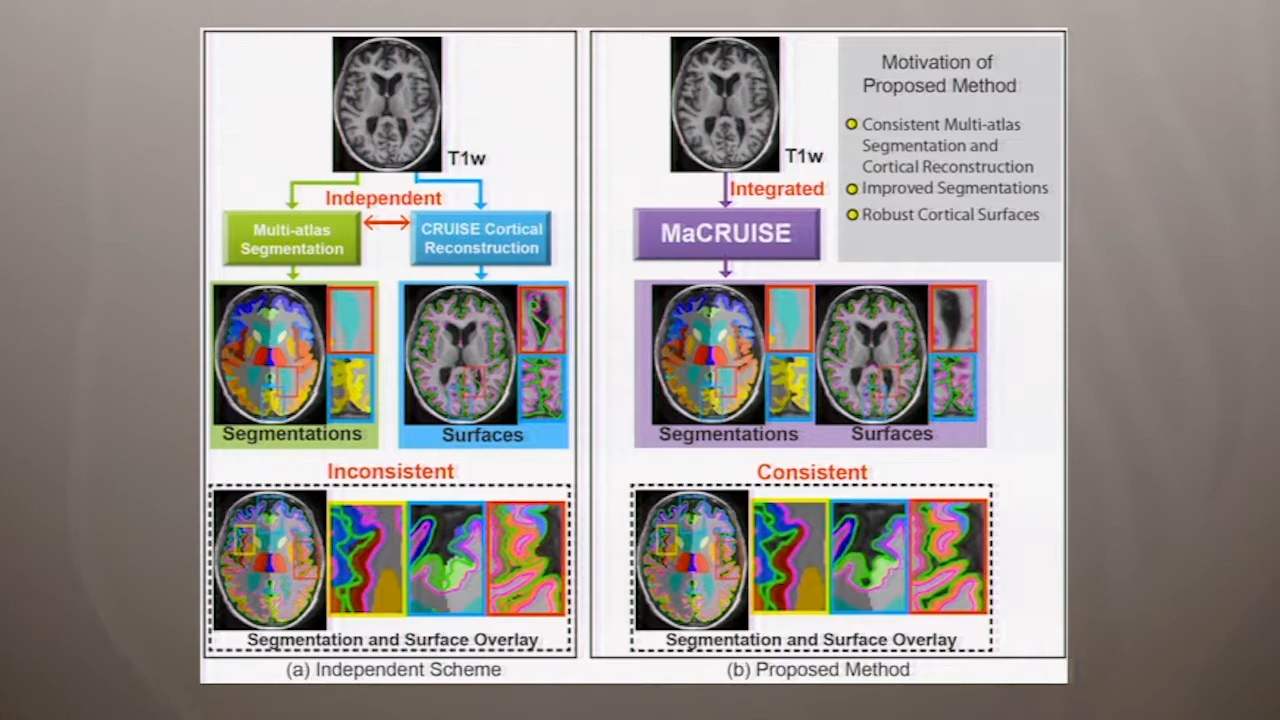 T1w
Independent
Multi-atlas
Segmentation
CRUISE Cortical
Reconstruction
Segmentations
Surfaces
Inconsistent
Segmentation and Surface Overlay
(a) Independent Scheme
T1w
Integrated
MaCRUISE
Segmentations
Surfaces
Consistent
Segmentation and Surface Overlay
(b) Proposed Method
Motivation of
Proposed Method
Consistent Multi-atlas
Segmentation and
Cortical Reconstruction
Improved Segmentations
Robust Cortical Surfaces